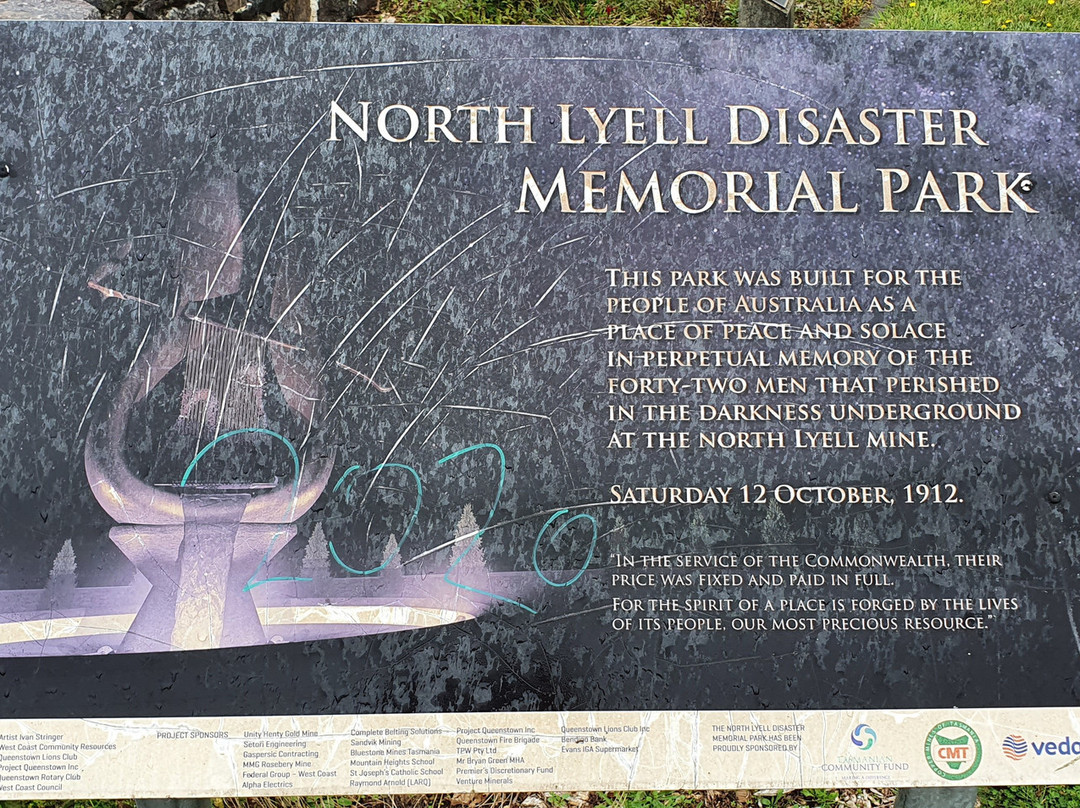 NORTH LYELL DISASTER
MEMORIAL PARK
THIS PARK WAS BUILT FOR THE
PEOPLE OF AUSTRALIA AS A
PLACE OF PEACE AND SOLACE
IN PERPETUAL MEMORY OF THE
FORTY-TWO MEN THAT PERISHED
IN THE DARKNESS UNDERGROUND
AT THE NORTH LYELL MINE.
SATURDAY 12 OCTOBER, 1912.
2020
"IN THE SERVICE OF THE COMMONWEALTH, THEIR
PRICE WAS FIXED AND PAID IN FULL.
FOR THE SPIRIT OF A PLACE IS FORGED BY THE LIVES
OF ITS PEOPLE, OUR MOST PRECIOUS RESOURCE."
Artist Ivan Stringer
West Coast Community Resources
Queenstown Lions Club
Project Queenstown Inc
Queenstown Rotary Club
West Coast Council
PROJECT SPONSORS
Unity Henty Gold Mine
Setori Engineering
Gaspersic Contracting
MMG Rosebery Mine
Federal Group - West Coast
Alpha Electrics
Complete Belting Solutions
Sandvik Mining
Bluestone Mines Tasmania
Mountain Heights School
St Joseph's Catholic School
Raymond Arnold (LARQ)
Project Queenstown Inc
Queenstown Fire Brigade
TPW Pty Ltd
Mr Bryan Green MHA
Premier's Discretionary Fund
Venture Minerals
Queenstown Lions Club Inc
Bendigo Bank
Evans IGA Supermarket
THE NORTH LYELL DISASTER
MEMORIAL PARK HAS BEEN
PROUDLY SPONSORED BY:
COMMUNITY FUND
CMT
veda